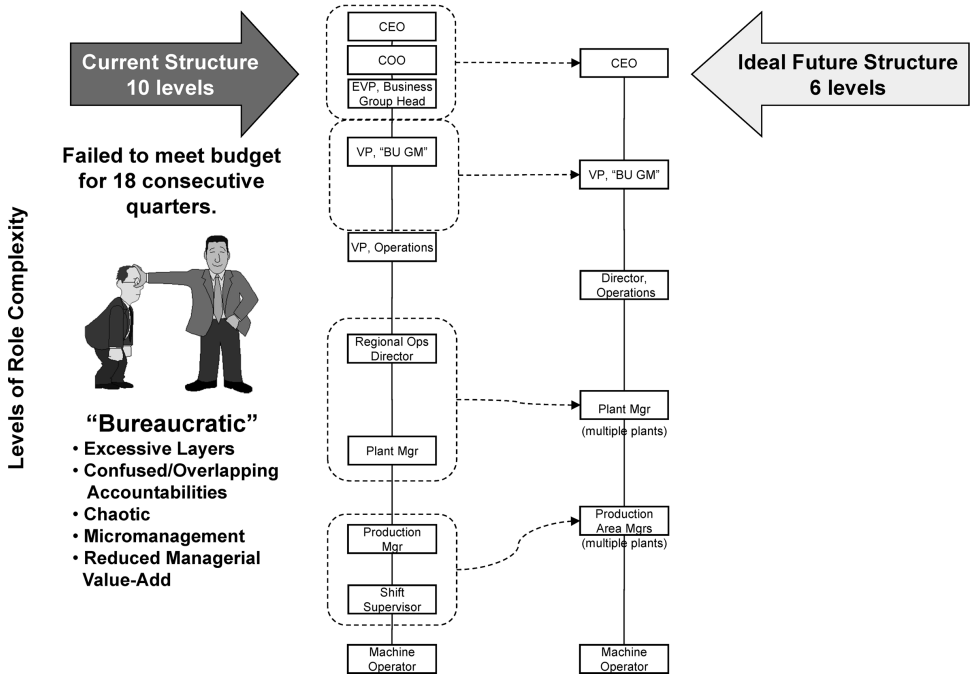 Current Structure
10 levels
Failed to meet budget
for 18 consecutive
quarters.
Levels of Role Complexity
“Bureaucratic”
• Excessive Layers
• Confused/Overlapping
Accountabilities
• Chaotic
• Micromanagement
• Reduced Managerial
Value-Add
CEO
COO
EVP, Business
Group Head
VP, “BU GM”
VP, Operations
Regional Ops
Director
Plant Mgr
Production
Mgr
Shift
Supervisor
Machine
Operator
CEO
VP, “BU GM”
Director,
Operations
Plant Mgr
(multiple plants)
Production
Area Mgrs
(multiple plants)
Machine
Operator
Ideal Future Structure
6 levels